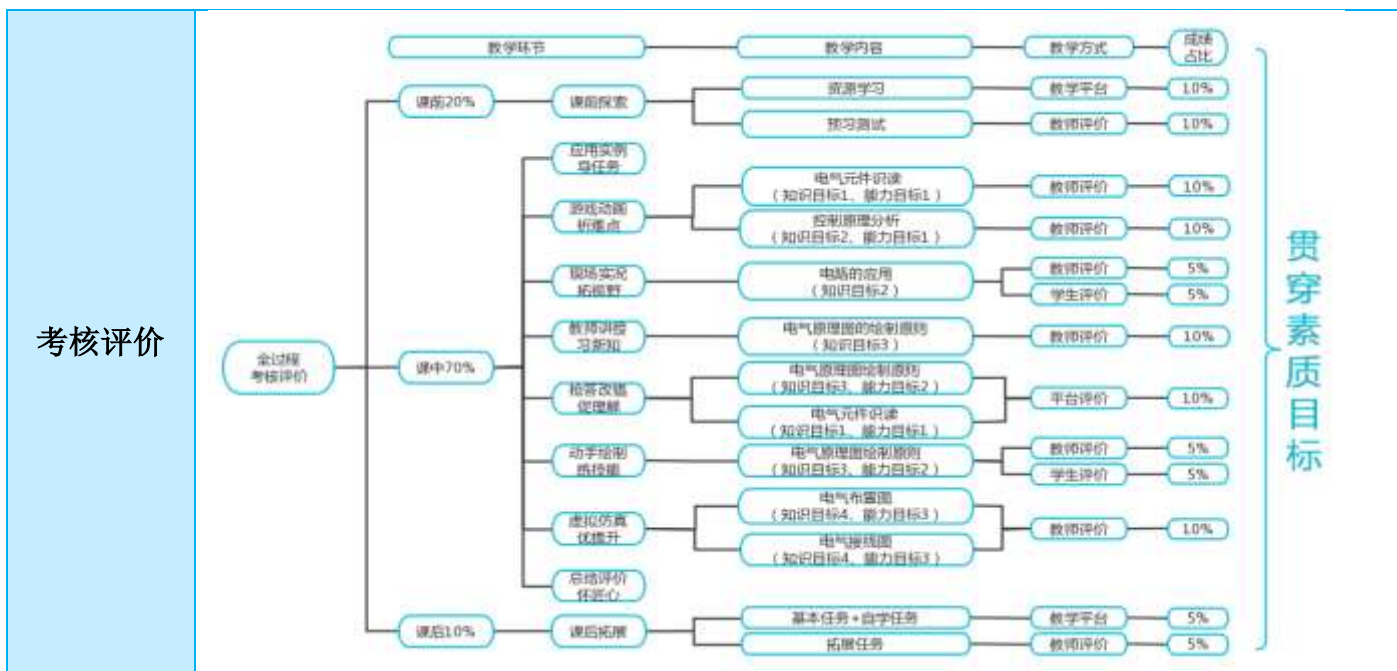 考核评价
教学环节
教学内容
教学方式
成绩
占比
全过程
考核评价
课前20%
课前探索
资源学习
教学平台
10%
预习测试
教师评价
10%
课中70%
应用实例
导任务
游戏动画
析难点
电气元件识读
（知识目标1、能力目标1）
教师评价
10%
控制原理分析
（知识目标2、能力目标1）
教师评价
10%
现场实况
拓视野
电路的应用
（知识目标2）
教师评价
5%
学生评价
5%
教师讲授
习新知
电气原理图的绘制原则
（知识目标3）
教师评价
10%
抢答改错
促理解
电气原理图绘制原则
（知识目标3、能力目标2）
电气元件识读
（知识目标1、能力目标1）
平台评价
10%
动手绘制
练技能
电气原理图绘制原则
（知识目标3、能力目标2）
教师评价
5%
学生评价
5%
虚拟仿真
优提升
电气布置图
（知识目标4、能力目标3）
电气接线图
（知识目标4、能力目标3）
教师评价
10%
总结评价
怀匠心
课后10%
课后拓展
基本任务+自学任务
教学平台
5%
拓展任务
教师评价
5%
贯穿素质目标